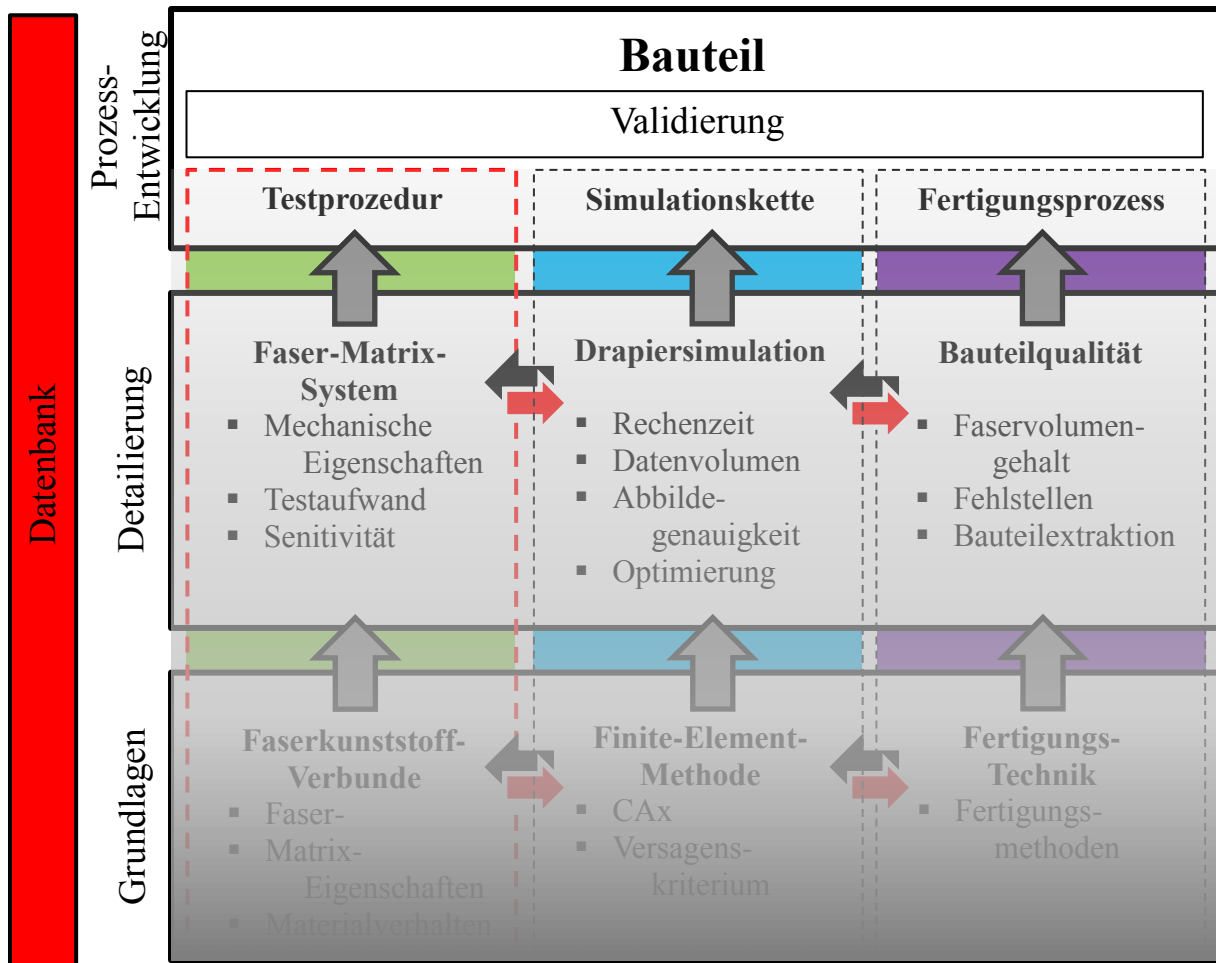 Datenbank
Prozess-
Entwicklung
Bauteil
Validierung
Testprozedur
Simulationskette
Fertigungsprozess
Detailierung
Faser-Matrix-
System
▪ Mechanische
Eigenschaften
▪ Testaufwand
▪ Senitivität
Drapiersimulation
▪ Rechenzeit
▪ Datenvolumen
▪ Abbilde-
genauigkeit
▪ Optimierung
Bauteilqualität
▪ Faservolumen-
gehalt
▪ Fehlstellen
▪ Bauteilextraktion
Grundlagen
Faserkunststoff-
Verbunde
▪ Faser-
▪ Matrix-
Eigenschaften
▪ Materialverhalten
Finite-Element-
Methode
▪ CAx
▪ Versagens-
kriterium
Fertigungs-
Technik
▪ Fertigungs-
methoden